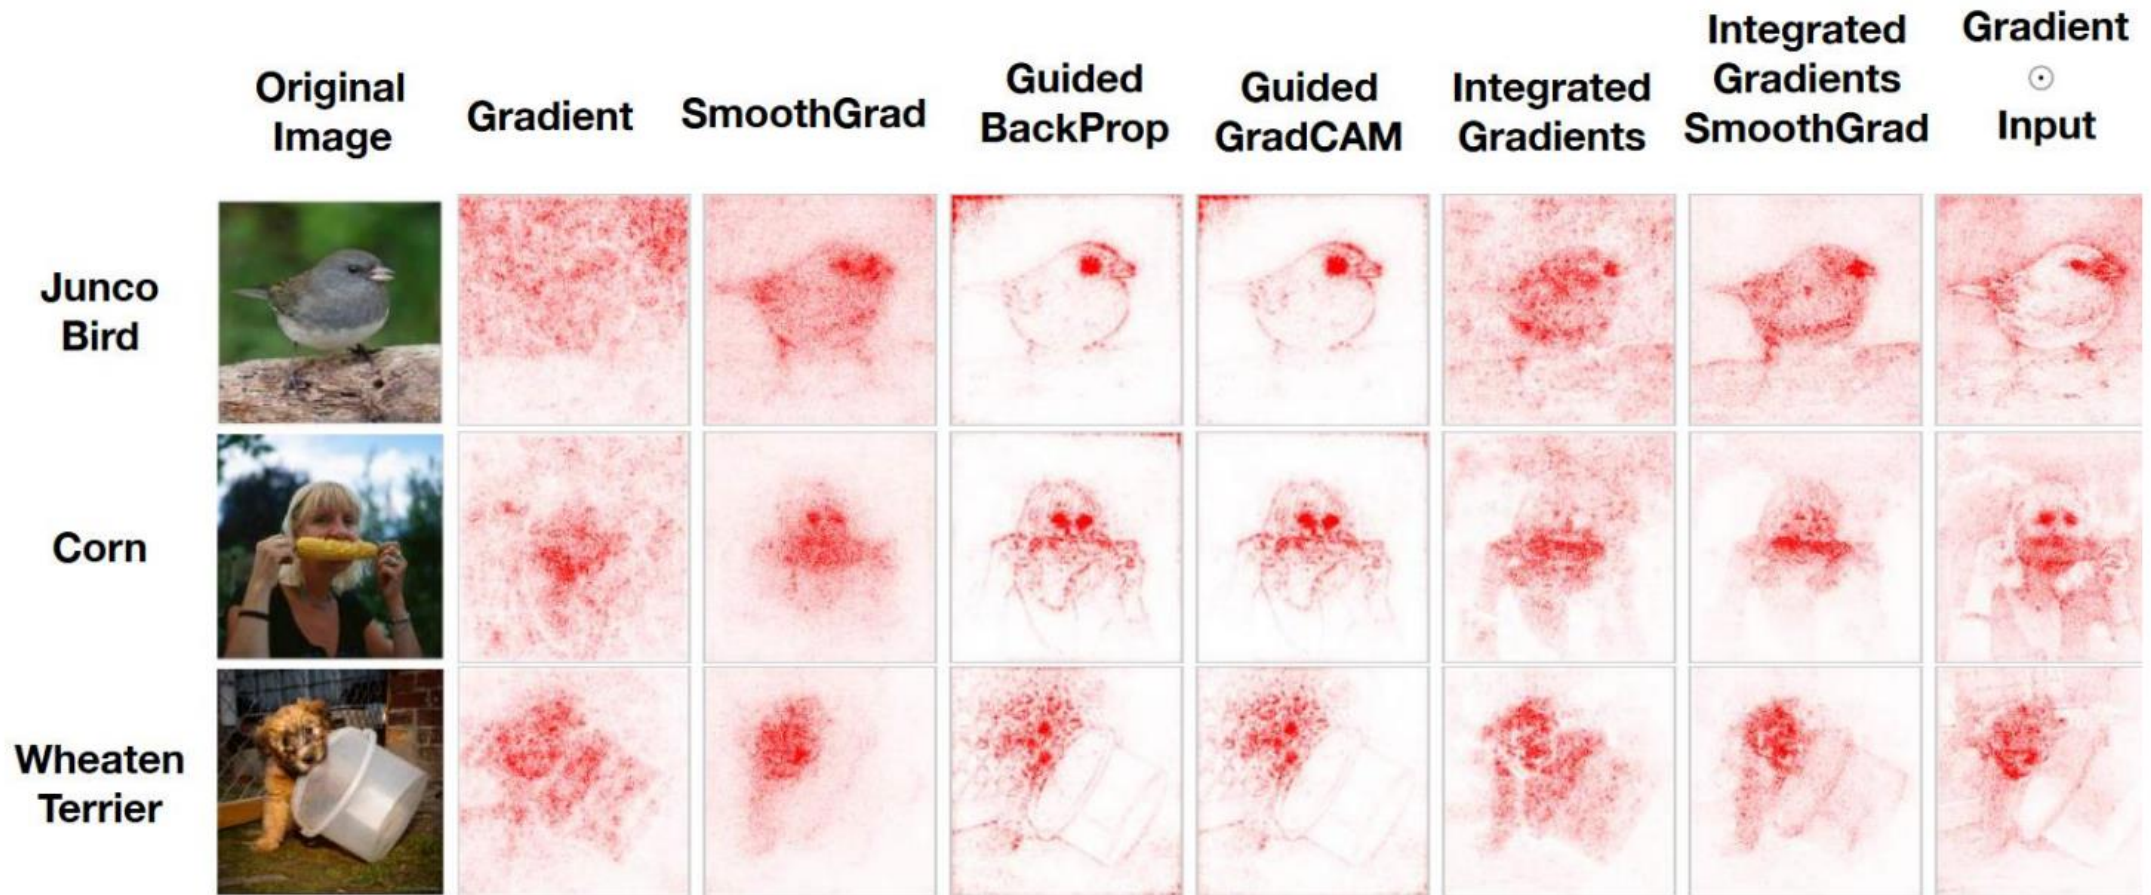 Original
Image
Gradient
SmoothGrad
Guided
BackProp
Guided
GradCAM
Integrated
Gradients
Integrated
Gradients
SmoothGrad
Gradient
⊙
Input
Junco
Bird
Corn
Wheaten
Terrier